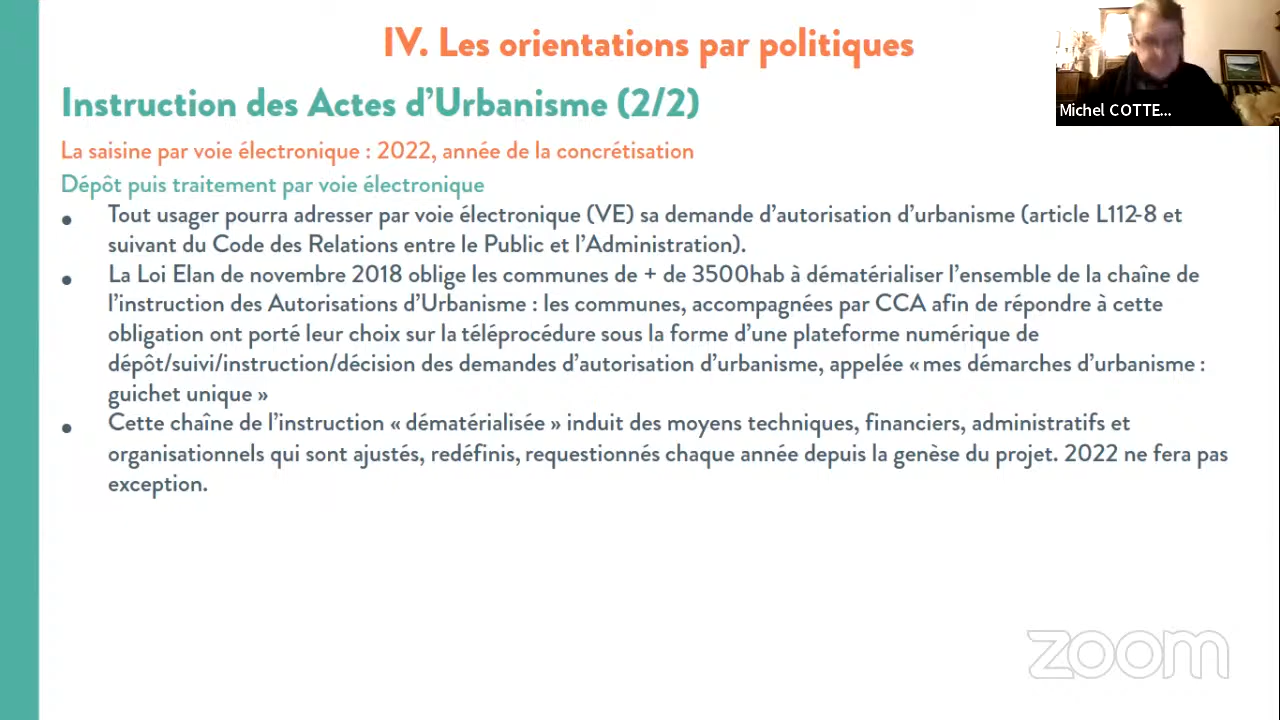 IV. Les orientations par politiques
Michel COTTE...
Instruction des Actes d'Urbanisme (2/2)
La saisine par voie électronique : 2022, année de la concrétisation
Dépôt puis traitement par voie électronique
• Tout usager pourra adresser par voie électronique (VE) sa demande d'autorisation d'urbanisme (article L112-8 et
suivant du Code des Relations entre le Public et l'Administration).
• La Loi Elan de novembre 2018 oblige les communes de + de 3500hab à dématérialiser l'ensemble de la chaîne de
l'instruction des Autorisations d'Urbanisme : les communes, accompagnées par CCA afin de répondre à cette
obligation ont porté leur choix sur la téléprocédure sous la forme d'une plateforme numérique de
dépôt/suivi/instruction/décision des demandes d'autorisation d'urbanisme, appelée « mes démarches d'urbanisme :
guichet unique »
• Cette chaîne de l'instruction « dématérialisée » induit des moyens techniques, financiers, administratifs et
organisationnels qui sont ajustés, redéfinis, requestionnés chaque année depuis la genèse du projet. 2022 ne fera pas
exception.
zoom